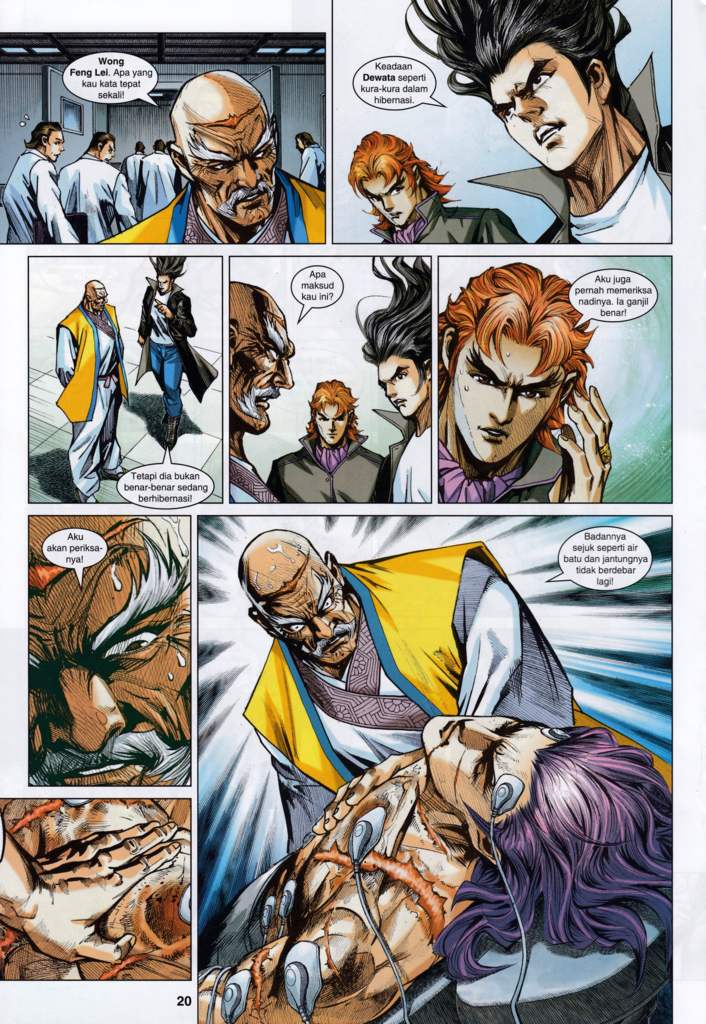 Wong
Feng Lei. Apa yang
kau kata tepat
sekali!
Keadaan
Dewata seperti
kura-kura dalam
hibernasi.
Tetapi dia bukan
benar-benar sedang
berhibernasi!
Apa
maksud
kau ini?
Aku juga
pernah memeriksa
nadinya. Ia ganjil
benar!
Aku
akan periksa-
nya!
Badannya
sejuk seperti air
batu dan jantungnya
tidak berdebar
lagi!
20